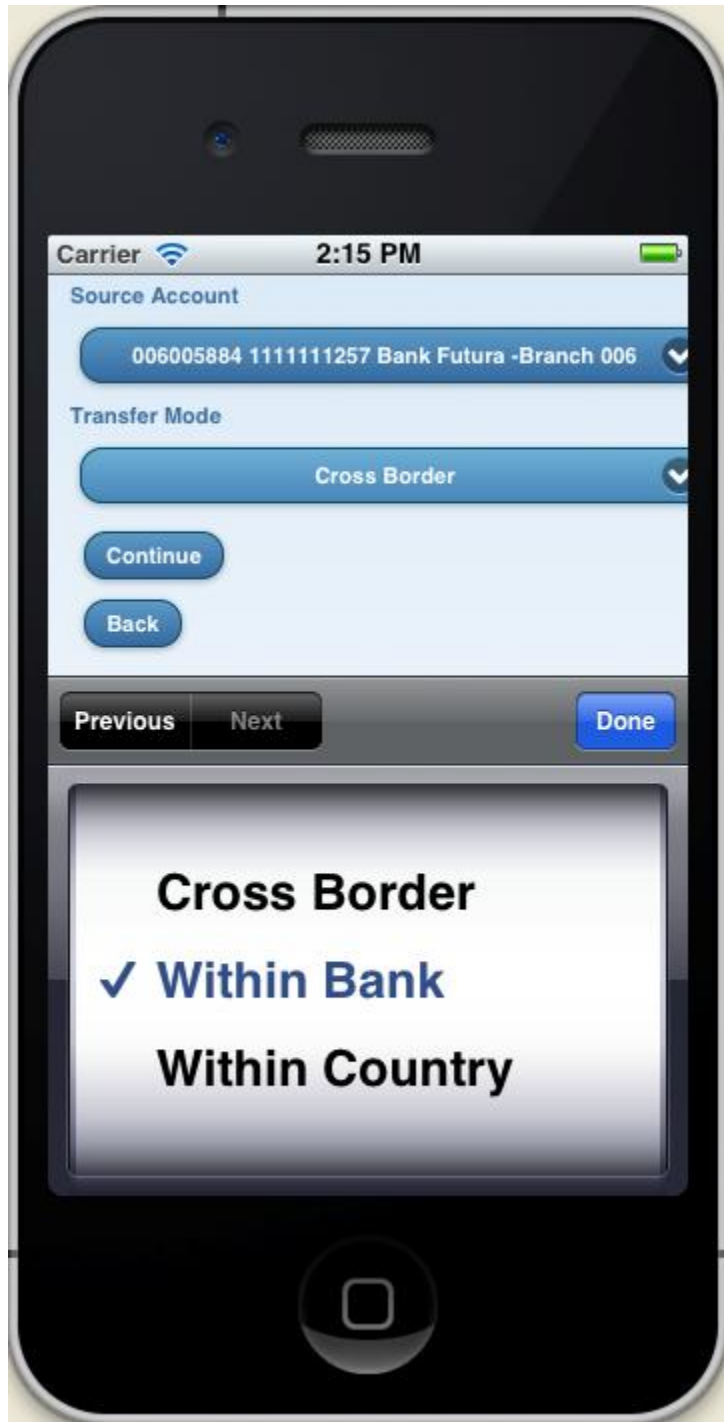 Carrier 2:15 PM
Source Account
006005884 1111111257 Bank Futura -Branch 006
Transfer Mode
Cross Border
Continue
Back
Previous Next Done
Cross Border
✓ Within Bank
Within Country